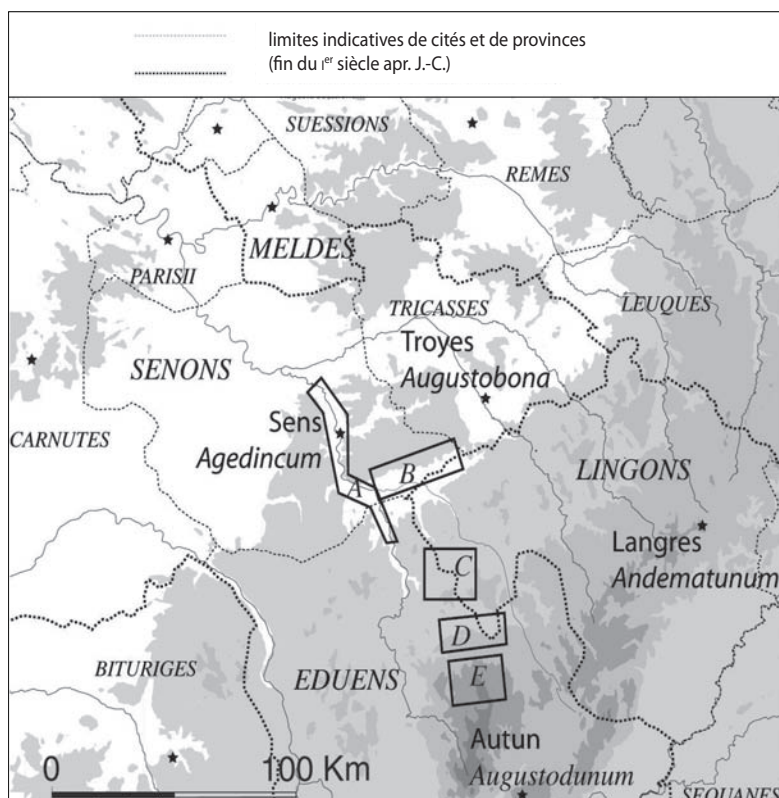 limites indicatives de cités et de provinces
(fin du Ier siècle apr. J.-C.)
SUESSIONS
REMES
MELDES
PARISII
LEUQUES
TRICASSES
Troyes
Augustobona
SENONS
Sens
Agedincum
CARNUTES
A
B
LINGONS
Langres
Andematunum
C
D
E
BITURIGES
EDUENS
Autun
Augustodunum
0 100 Km
SEQUANES